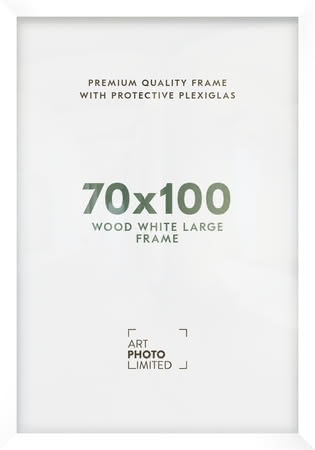 PREMIUM QUALITY FRAME
WITH PROTECTIVE PLEXIGLAS
70x100
WOOD WHITE LARGE
FRAME
ART
PHOTO
LIMITED